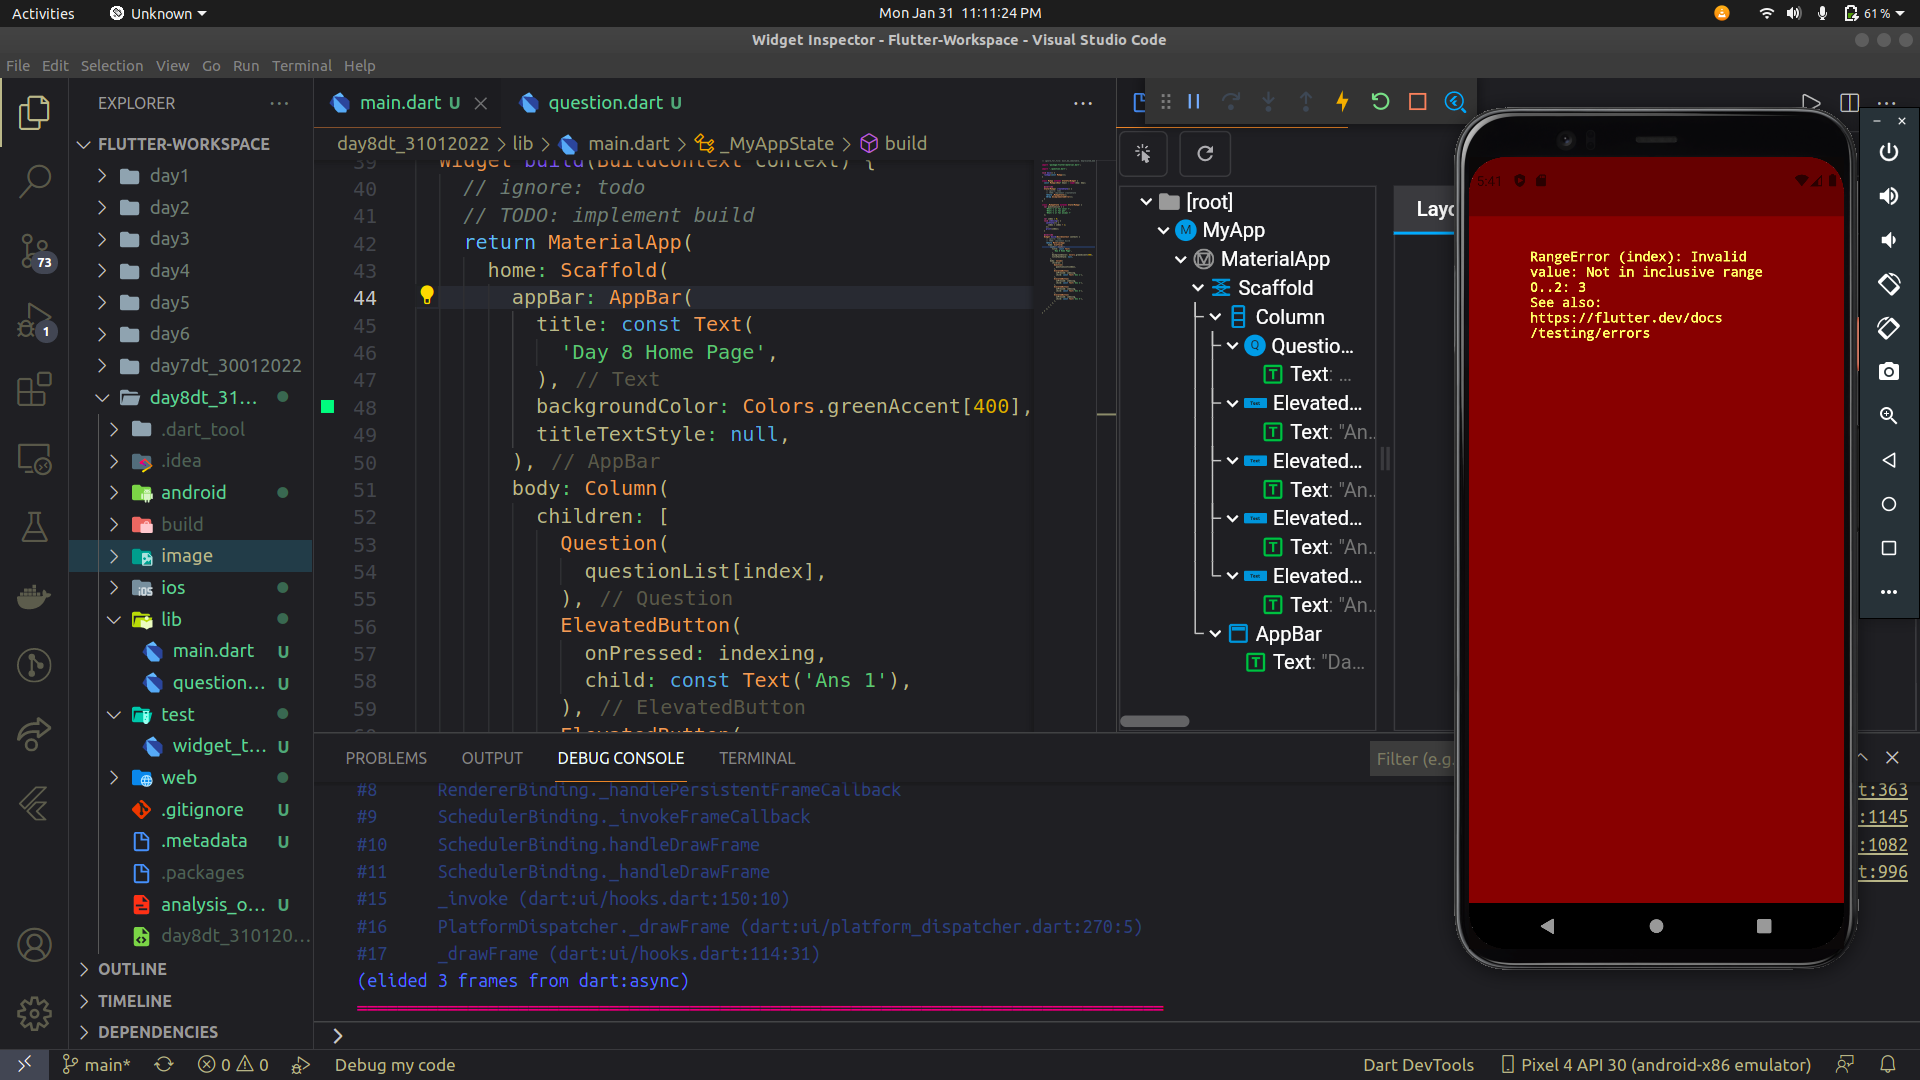 Activities
Unknown
Mon Jan 31 11:11:24 PM
61 %
Widget Inspector - Flutter-Workspace - Visual Studio Code
File Edit Selection View Go Run Terminal Help
EXPLORER
FLUTTER-WORKSPACE
day1
day2
day3
day4
day5
day6
day7dt_30012022
day8dt_31...
.dart_tool
.idea
android
build
image
ios
lib
main.dart U
question... U
test
widget_t... U
web
.gitignore U
.metadata U
.packages
analysis_o... U
day8dt_310120...
OUTLINE
TIMELINE
DEPENDENCIES
73
1
main.dart U
question.dart U
day8dt_31012022 > lib > main.dart > _MyAppState > build
39 Widget build(BuildContext context) {
40 // ignore: todo
41 // TODO: implement build
42 return MaterialApp(
43 home: Scaffold(
44 appBar: AppBar(
45 title: const Text(
46 'Day 8 Home Page',
47 ), // Text
48 backgroundColor: Colors.greenAccent[400],
49 titleTextStyle: null,
50 ), // AppBar
51 body: Column(
52 children: [
53 Question(
54 questionList[index],
55 ), // Question
56 ElevatedButton(
57 onPressed: indexing,
58 child: const Text('Ans 1'),
59 ), // ElevatedButton
ElevatedButton(
[root]
MyApp
MaterialApp
Scaffold
Column
Questio...
Text: ...
Elevated...
Text: "An...
Elevated...
Text: "An...
Elevated...
Text: "An...
Elevated...
Text: "An...
AppBar
Text: "Da...
Layo
5:41
RangeError (index): Invalid
value: Not in inclusive range
0..2: 3
See also:
https://flutter.dev/docs
/testing/errors
PROBLEMS OUTPUT DEBUG CONSOLE TERMINAL
Filter (e.g.
#8 RendererBinding._handlePersistentFrameCallback t:363
#9 SchedulerBinding._invokeFrameCallback :1145
#10 SchedulerBinding.handleDrawFrame :1082
#11 SchedulerBinding._handleDrawFrame t:996
#15 _invoke (dart:ui/hooks.dart:150:10)
#16 PlatformDispatcher._drawFrame (dart:ui/platform_dispatcher.dart:270:5)
#17 _drawFrame (dart:ui/hooks.dart:114:31)
(elided 3 frames from dart:async)
main* 0 0 Debug my code
Dart DevTools Pixel 4 API 30 (android-x86 emulator)